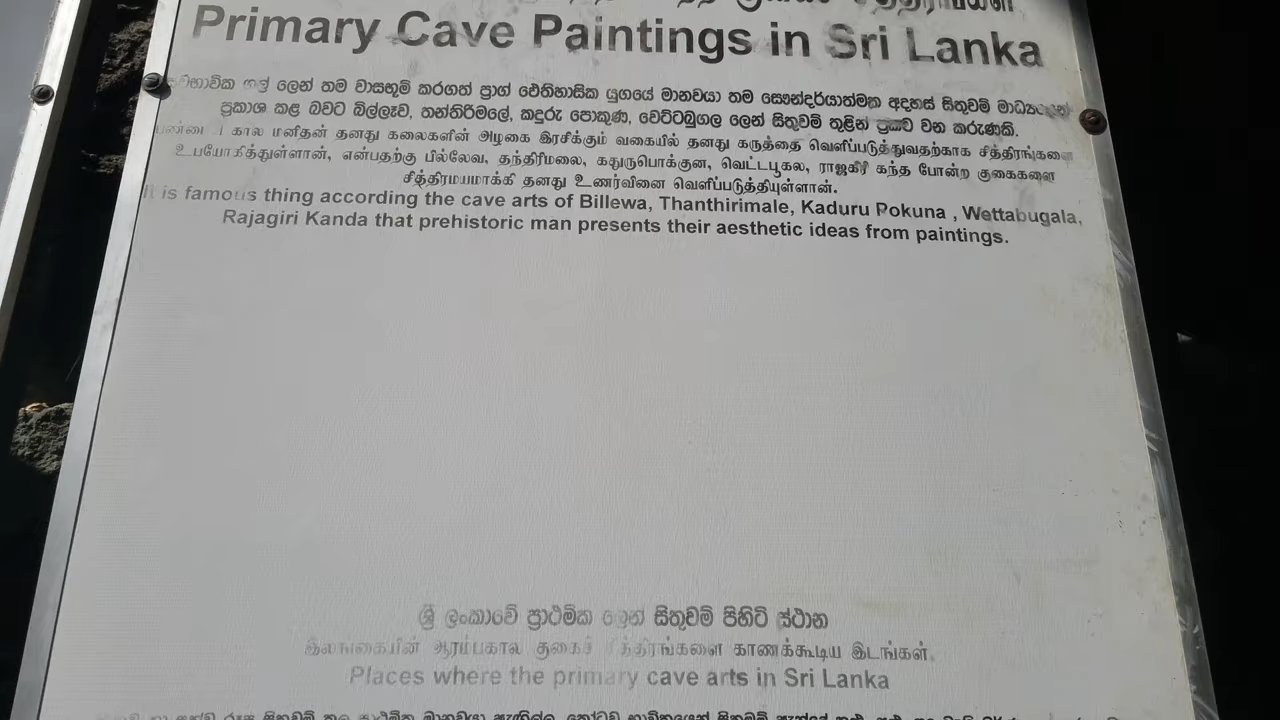 Primary Cave Paintings in Sri Lanka
ලෙන් තම වාසභූමි කරගත් ප්‍රාග් ඓතිහාසික යුගයේ මානවයා තම සෞන්දර්යාත්මක අදහස් සිතුවම්
ප්‍රකාශ කළ බවට බිල්ලෑව, තන්තිරිමලේ, කදුරු පොකුණ, වෙට්ටඹුගල ලෙන් සිතුවම් තුළින් ප්‍රකට වන කරුණකි.
கால மனிதன் தனது கலைகளின் அழகை இரசிக்கும் வகையில் தனது கருத்தை வெளிப்படுத்துவதற்காக சித்திரங்களை
உபயோகித்துள்ளான், என்பதற்கு பில்லேவ, தந்திரிமலை, கதுருபொக்குன, வெட்டபூகல, ராஜகிரி கந்த போன்ற குகைகளை
சித்திரமயமாக்கி தனது உணர்வினை வெளிப்படுத்தியுள்ளான்.
It is famous thing according the cave arts of Billewa, Thanthirimale, Kaduru Pokuna , Wettabugala,
Rajagiri Kanda that prehistoric man presents their aesthetic ideas from paintings.
ශ්‍රී ලංකාවේ ප්‍රාථමික ලෙන් සිතුවම් පිහිටි ස්ථාන
இலங்கையின் ஆரம்பகால குகைச் சித்திரங்களை காணக்கூடிய இடங்கள்.
Places where the primary cave arts in Sri Lanka